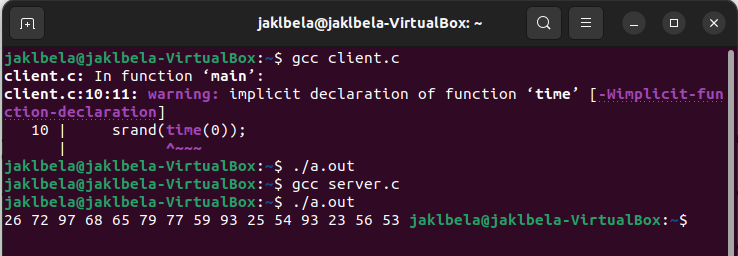 jaklbela@jaklbela-VirtualBox: ~
jaklbela@jaklbela-VirtualBox:~$ gcc client.c
client.c: In function ‘main’:
client.c:10:11: warning: implicit declaration of function ‘time’ [-Wimplicit-fun
ction-declaration]
   10 |     srand(time(0));
      |           ^~~~
jaklbela@jaklbela-VirtualBox:~$ ./a.out
jaklbela@jaklbela-VirtualBox:~$ gcc server.c
jaklbela@jaklbela-VirtualBox:~$ ./a.out
26 72 97 68 65 79 77 59 93 25 54 93 23 56 53 jaklbela@jaklbela-VirtualBox:~$